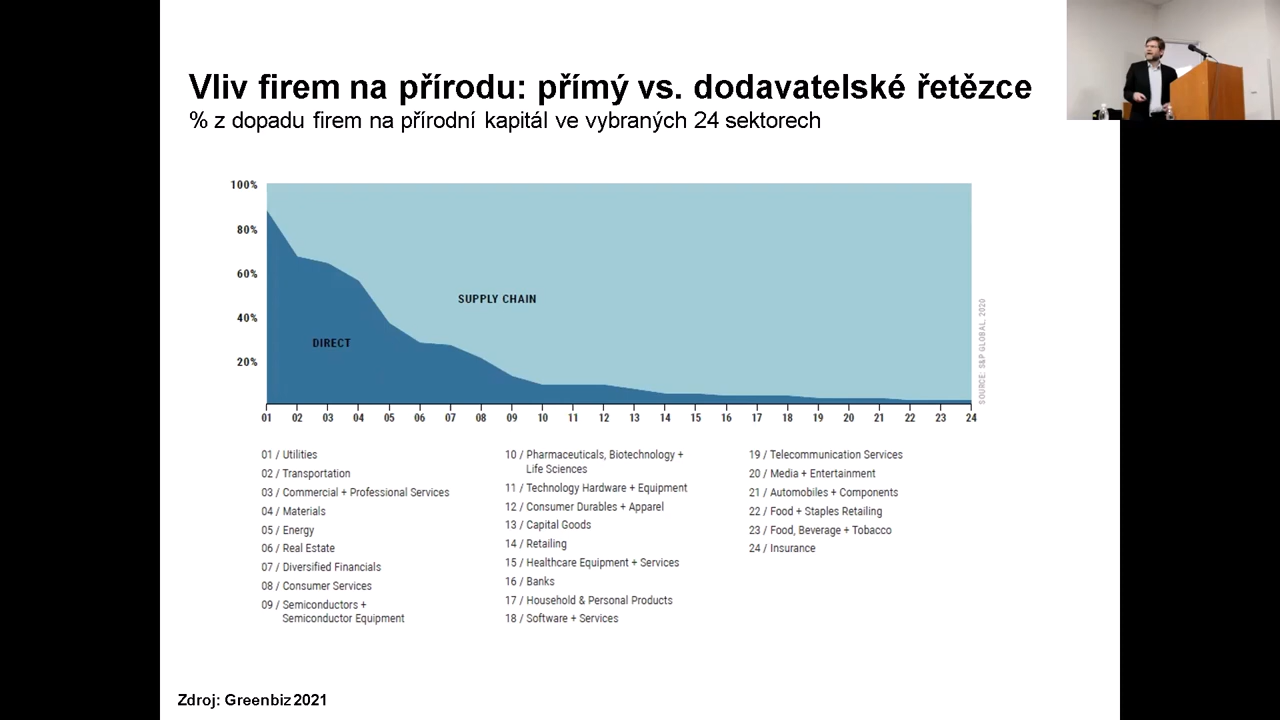 Vliv firem na přírodu: přímý vs. dodavatelské řetězce
% z dopadu firem na přírodní kapitál ve vybraných 24 sektorech
100%
80%
60%
40%
20%
SUPPLY CHAIN
DIRECT
SOURCE: S&P GLOBAL, 2020
01 02 03 04 05 06 07 08 09 10 11 12 13 14 15 16 17 18 19 20 21 22 23 24
01 / Utilities
02 / Transportation
03 / Commercial + Professional Services
04 / Materials
05 / Energy
06 / Real Estate
07 / Diversified Financials
08 / Consumer Services
09 / Semiconductors +
Semiconductor Equipment
10 / Pharmaceuticals, Biotechnology +
Life Sciences
11 / Technology Hardware + Equipment
12 / Consumer Durables + Apparel
13 / Capital Goods
14 / Retailing
15 / Healthcare Equipment + Services
16 / Banks
17 / Household & Personal Products
18 / Software + Services
19 / Telecommunication Services
20 / Media + Entertainment
21 / Automobiles + Components
22 / Food + Staples Retailing
23 / Food, Beverage + Tobacco
24 / Insurance
Zdroj: Greenbiz 2021